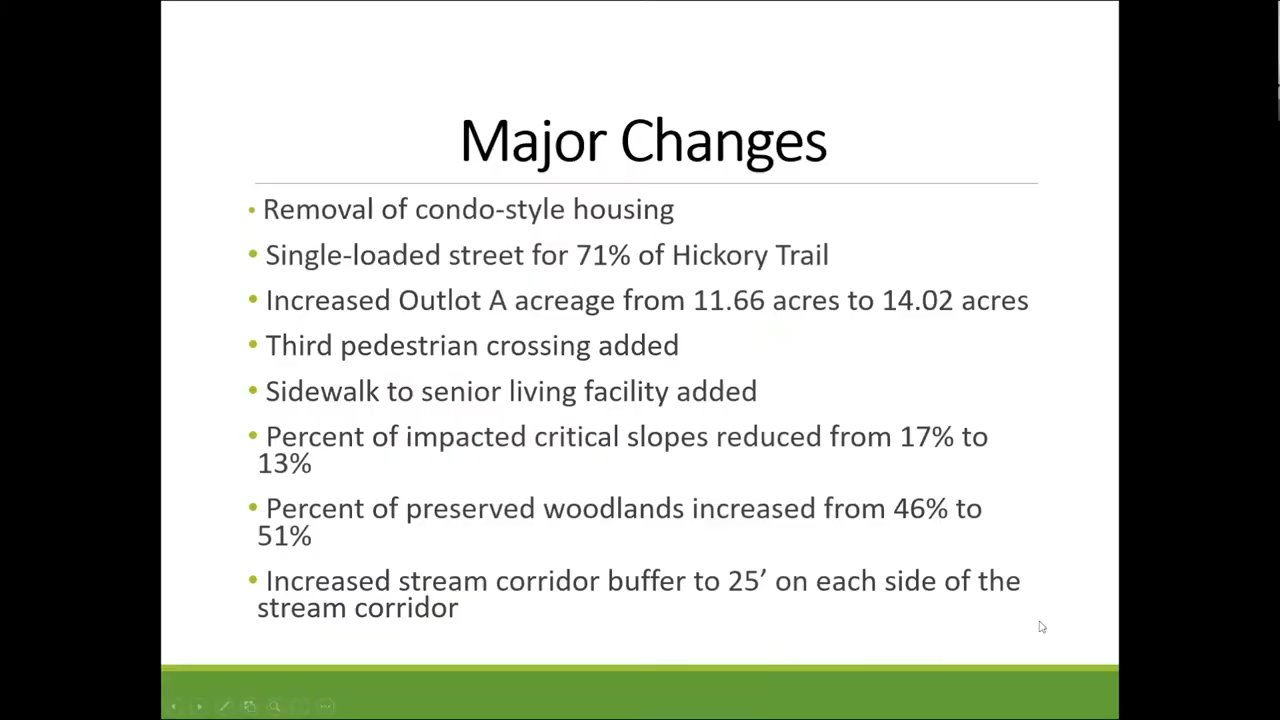 Major Changes
• Removal of condo-style housing
• Single-loaded street for 71% of Hickory Trail
• Increased Outlot A acreage from 11.66 acres to 14.02 acres
• Third pedestrian crossing added
• Sidewalk to senior living facility added
• Percent of impacted critical slopes reduced from 17% to
13%
• Percent of preserved woodlands increased from 46% to
51%
• Increased stream corridor buffer to 25’ on each side of the
stream corridor